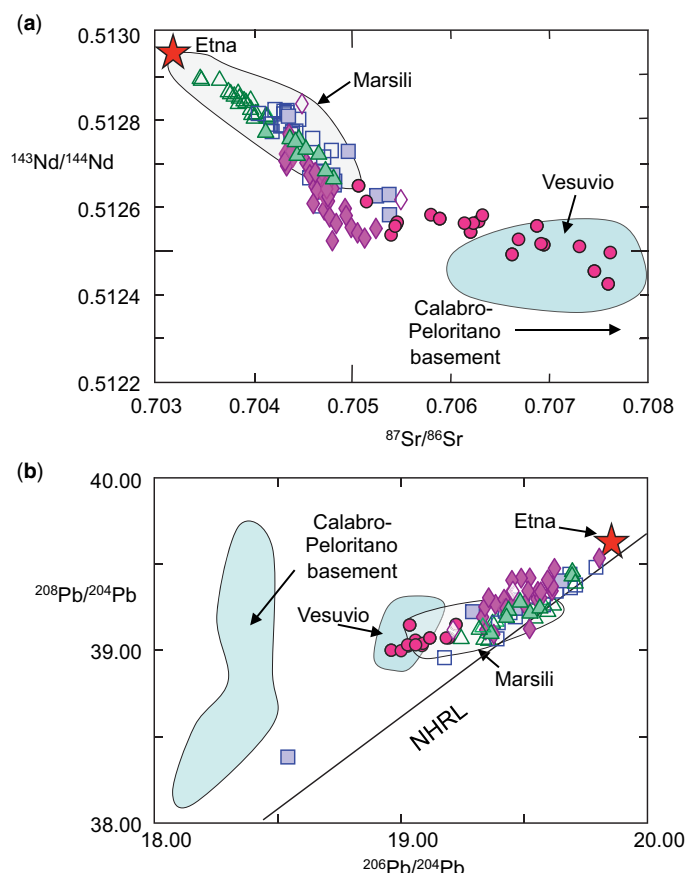 (a)
0.5130
Etna
Marsili
0.5128
¹⁴³Nd/¹⁴⁴Nd
Vesuvio
0.5126
0.5124
Calabro-
Peloritano
basement
0.5122
0.703 0.704 0.705 0.706 0.707 0.708
⁸⁷Sr/⁸⁶Sr
(b)
40.00
Etna
Calabro-
Peloritano
basement
²⁰⁸Pb/²⁰⁴Pb
Vesuvio
39.00
Marsili
NHRL
38.00
18.00 19.00 20.00
²⁰⁶Pb/²⁰⁴Pb